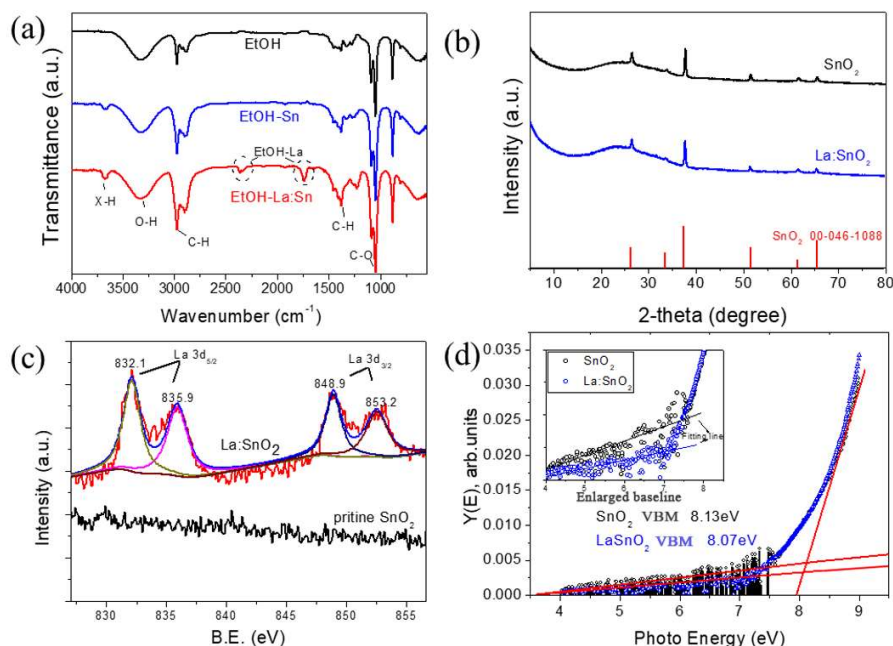 (a)
EtOH
EtOH-Sn
EtOH-La
EtOH-La:Sn
X-H
O-H
C-H
C-H
C-O
Transmittance (a.u.)
4000 3500 3000 2500 2000 1500 1000
Wavenumber (cm-1)
(b)
SnO2
La:SnO2
SnO2 00-046-1088
Intensity (a.u.)
10 20 30 40 50 60 70 80
2-theta (degree)
(c)
832.1
La 3d5/2
835.9
848.9
La 3d3/2
853.2
La:SnO2
pritine SnO2
Intensity (a.u.)
830 835 840 845 850 855
B.E. (eV)
(d)
SnO2
La:SnO2
Fitting line
4 5 6 7 8
Enlarged baseline
SnO2 VBM 8.13eV
LaSnO2 VBM 8.07eV
Y(E), arb.units
0.035
0.030
0.025
0.020
0.015
0.010
0.005
0.000
4 5 6 7 8 9
Photo Energy (eV)